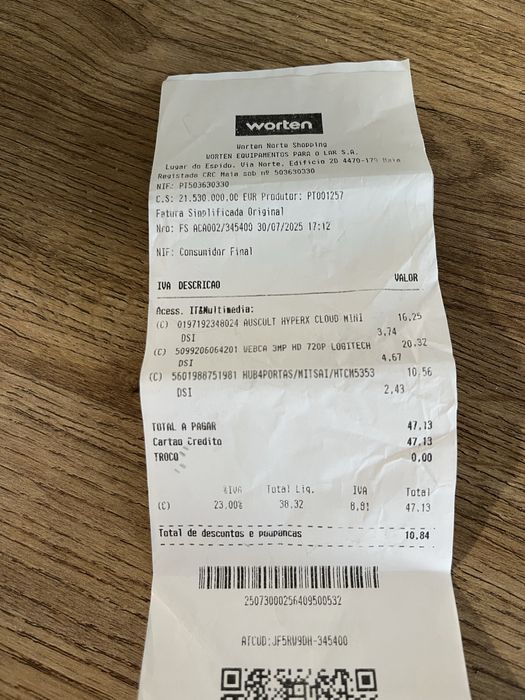 worten
Worten Norte Shopping
WORTEN EQUIPAMENTOS PARA O LAR S.A.
Lugar do Espido, Via Norte, Edificio 2D 4470-179 Maia
Registada CRC Maia sob nº 503630330
NIF: PT503630330
C.S: 21.530.000,00 EUR Produtor: PT001257
Fatura Simplificada Original
Nro: FS ACA002/345400 30/07/2025 17:12
NIF: Consumidor Final
IVA DESCRICAO VALOR
Acess. IT&Multimedia:
(C) 0197192348024 AUSCULT HYPERX CLOUD MINI 16,25
DSI 3,74
(C) 5099206064201 WEBCA 3MP HD 720P LOGITECH 20,32
DSI 4,67
(C) 5601988751981 HUB4PORTAS/MITSAI/HTCM5353 10,56
DSI 2,43
TOTAL A PAGAR 47,13
Cartao Credito 47,13
TROCO 0,00
%IVA Total Liq. IVA Total
(C) 23,00% 38,32 8,81 47,13
Total de descontos e poupancas 10,84
25073000256409500532
ATCUD:JF5RW9DH-345400